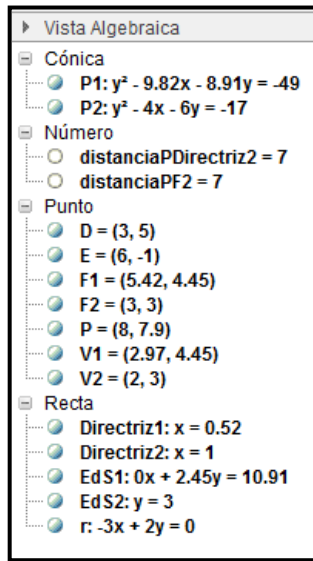 Vista Algebraica
Cónica
P1: y² - 9.82x - 8.91y = -49
P2: y² - 4x - 6y = -17
Número
distanciaPDirectriz2 = 7
distanciaPF2 = 7
Punto
D = (3, 5)
E = (6, -1)
F1 = (5.42, 4.45)
F2 = (3, 3)
P = (8, 7.9)
V1 = (2.97, 4.45)
V2 = (2, 3)
Recta
Directriz1: x = 0.52
Directriz2: x = 1
EdS1: 0x + 2.45y = 10.91
EdS2: y = 3
r: -3x + 2y = 0